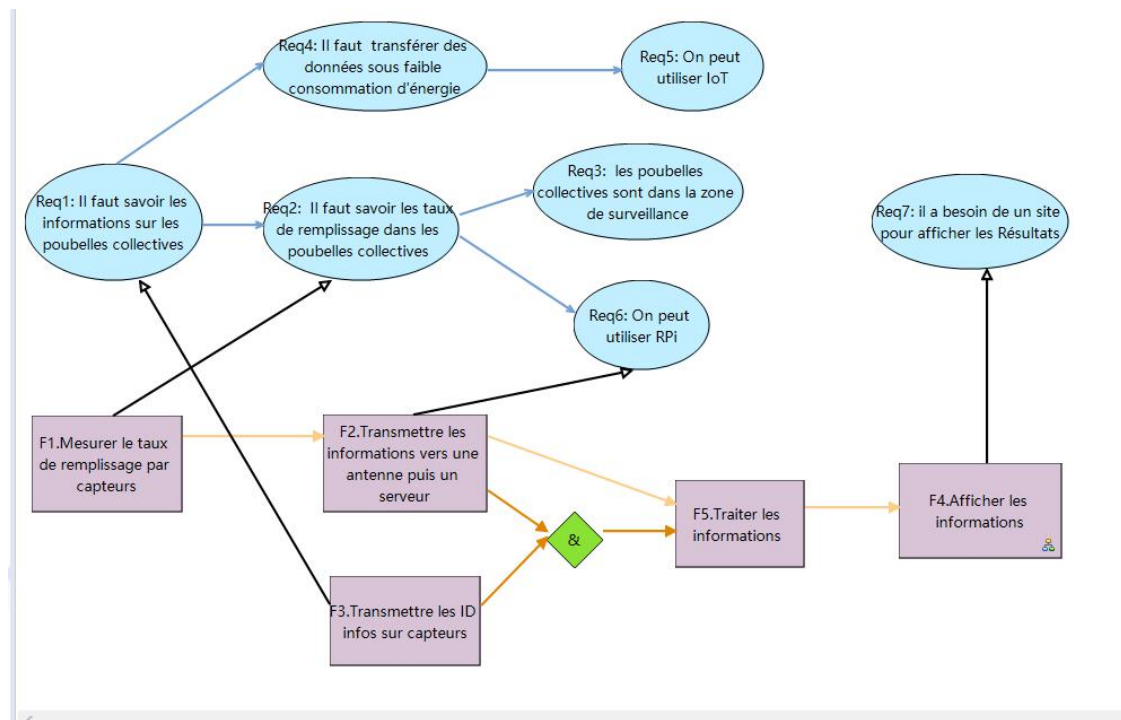 Req4: Il faut  transférer des
données sous faible
consommation d'énergie
Req5: On peut
utiliser IoT
Req1: Il faut savoir les
informations sur les
poubelles collectives
Req2:  Il faut savoir les taux
de remplissage dans les
poubelles collectives
Req3:  les poubelles
collectives sont dans la zone
de surveillance
Req7: il a besoin de un site
pour afficher les Résultats
Req6: On peut
utiliser RPi
F1.Mesurer le taux
de remplissage par
capteurs
F2.Transmettre les
informations vers une
antenne puis un
serveur
F5.Traiter les
informations
F4.Afficher les
informations
&
F3.Transmettre les ID
infos sur capteurs